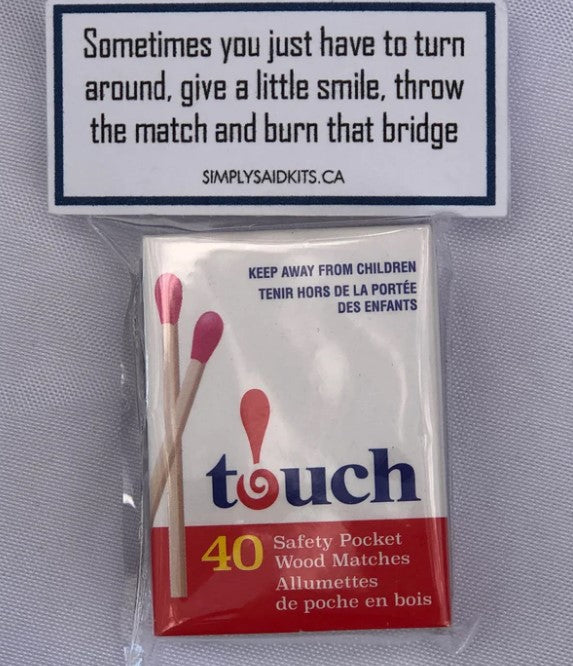 Sometimes you just have to turn
around, give a little smile, throw
the match and burn that bridge
SIMPLYSAIDKITS.CA
KEEP AWAY FROM CHILDREN
TENIR HORS DE LA PORTÉE
DES ENFANTS
touch
40 Safety Pocket
Wood Matches
Allumettes
de poche en bois